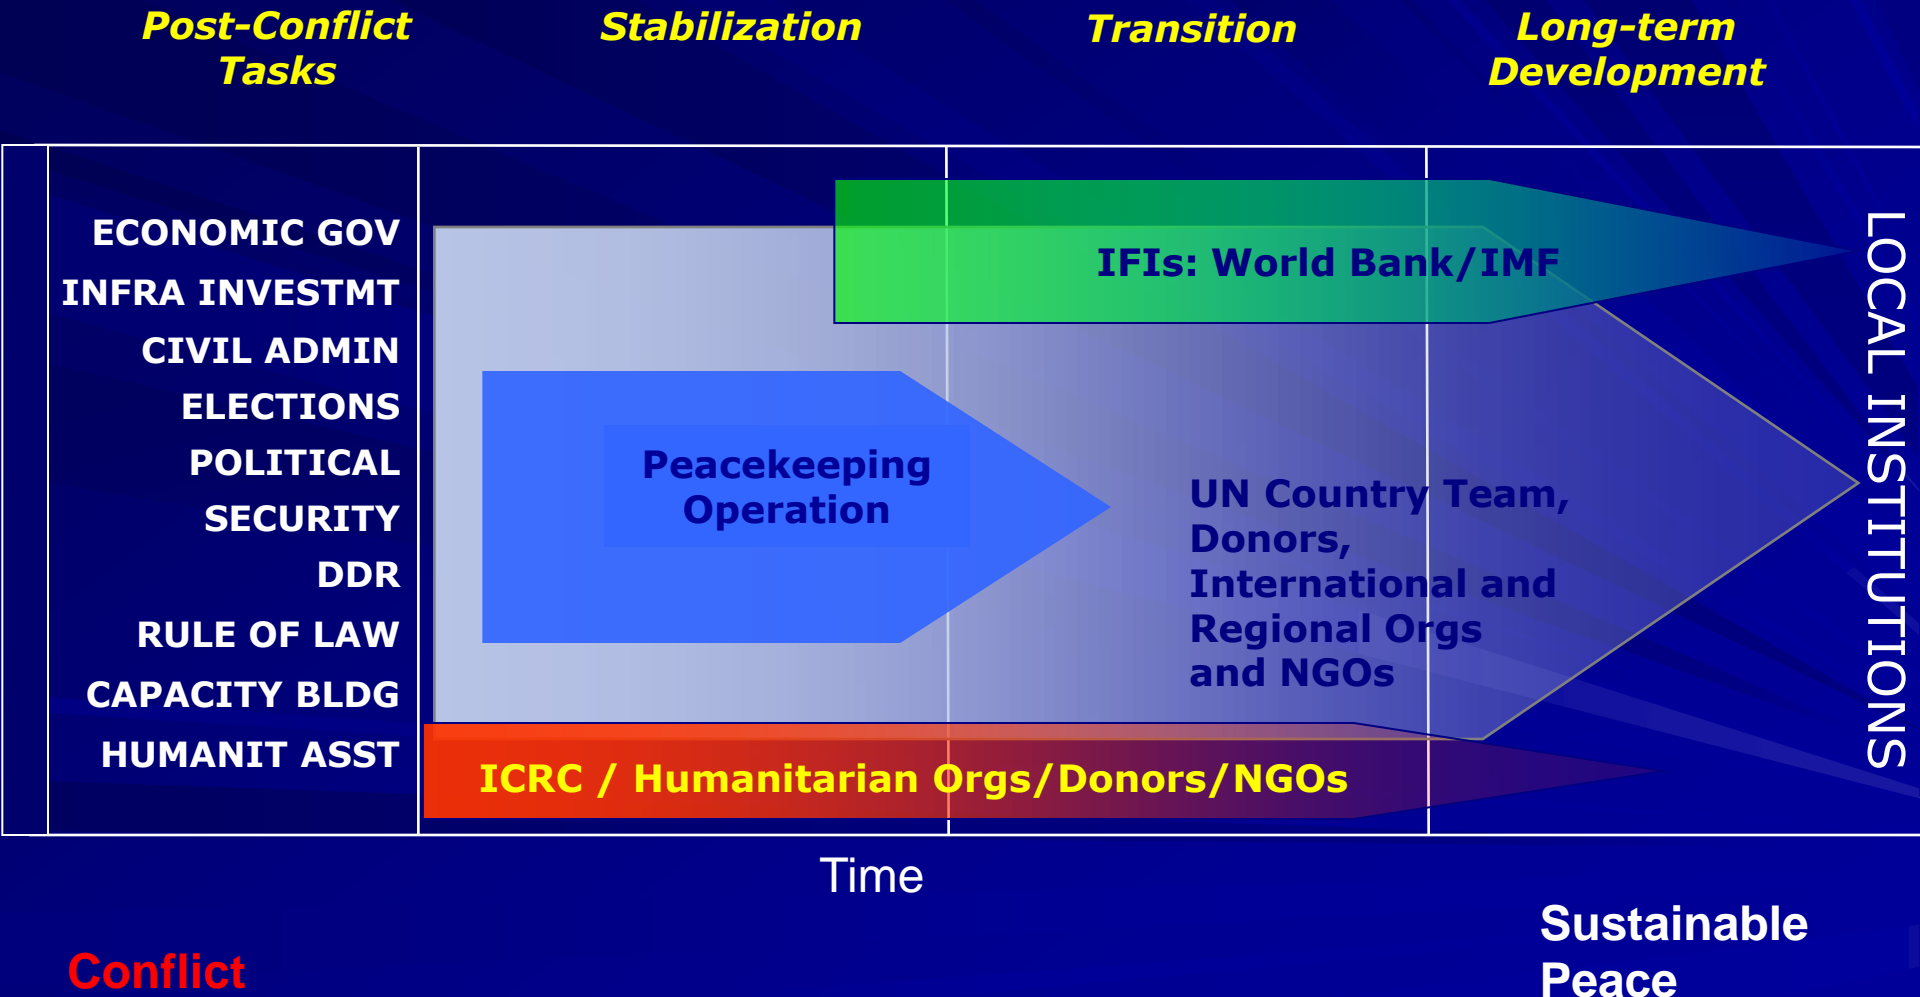 Post-Conflict
Tasks
Stabilization
Transition
Long-term
Development
ECONOMIC GOV
INFRA INVESTMT
CIVIL ADMIN
ELECTIONS
POLITICAL
SECURITY
DDR
RULE OF LAW
CAPACITY BLDG
HUMANIT ASST
IFIs: World Bank/IMF
Peacekeeping
Operation
UN Country Team,
Donors,
International and
Regional Orgs
and NGOs
ICRC / Humanitarian Orgs/Donors/NGOs
LOCAL INSTITUTIONS
Time
Conflict
Sustainable
Peace